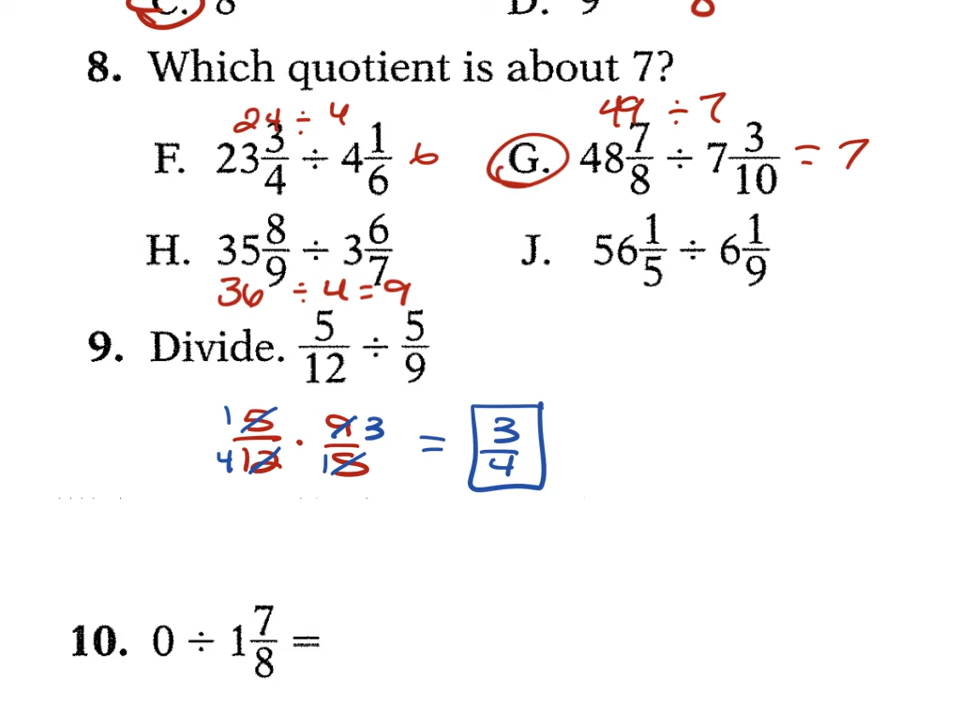 C. 8 D. 9 8
8. Which quotient is about 7?
24 ÷ 4 49 ÷ 7
F. 23 3/4 ÷ 4 1/6 6 G. 48 7/8 ÷ 7 3/10 = 7
H. 35 8/9 ÷ 3 6/7 J. 56 1/5 ÷ 6 1/9
36 ÷ 4 = 9
9. Divide. 5/12 ÷ 5/9
1 5/12 4 · 9/5 3 1 = 3/4
10. 0 ÷ 1 7/8 =